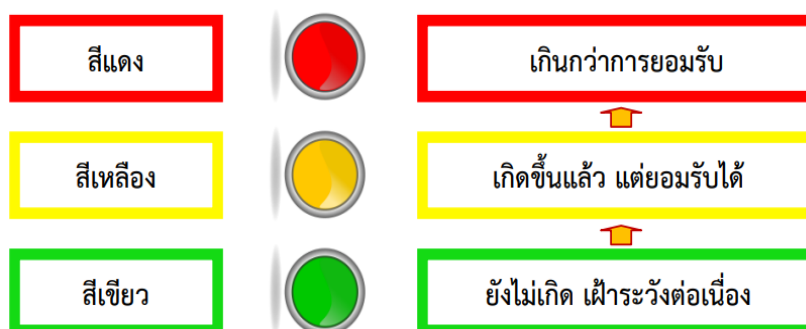 สีแดง
เกินกว่าการยอมรับ
สีเหลือง
เกิดขึ้นแล้ว แต่ยอมรับได้
สีเขียว
ยังไม่เกิด เฝ้าระวังต่อเนื่อง